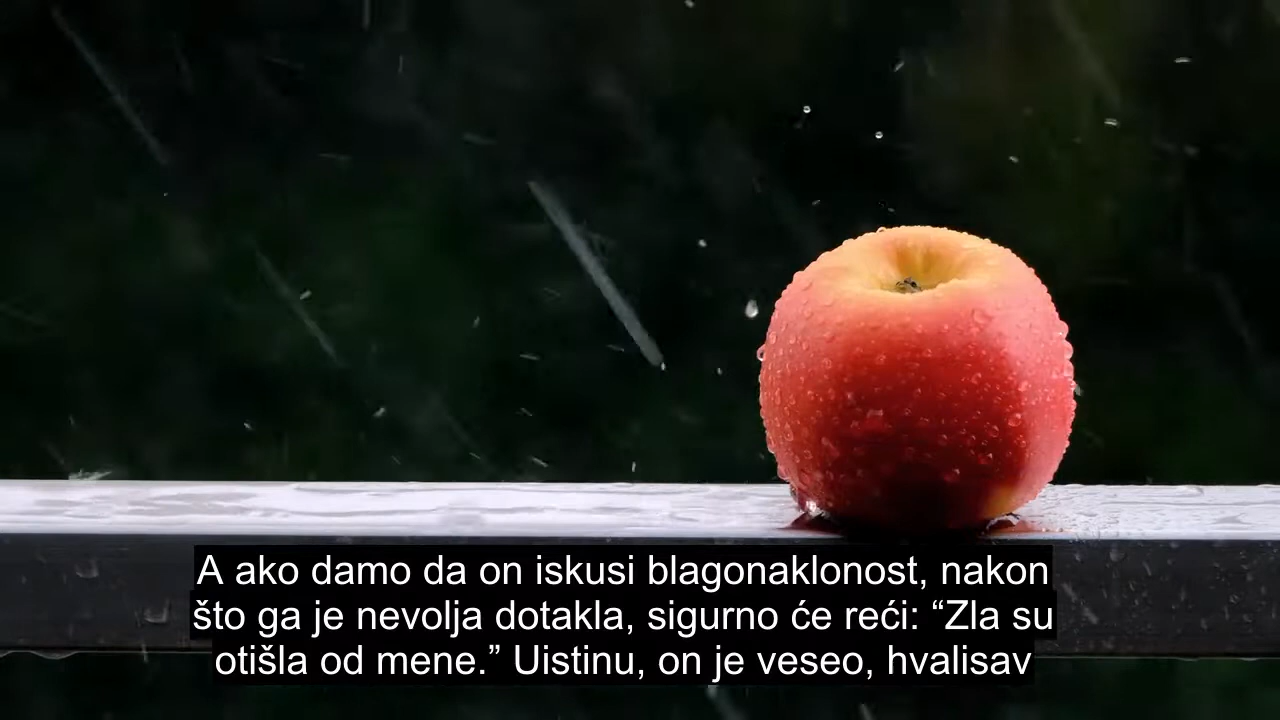 A ako damo da on iskusi blagonaklonost, nakon
što ga je nevolja dotakla, sigurno će reći: “Zla su
otišla od mene.” Uistinu, on je veseo, hvalisav